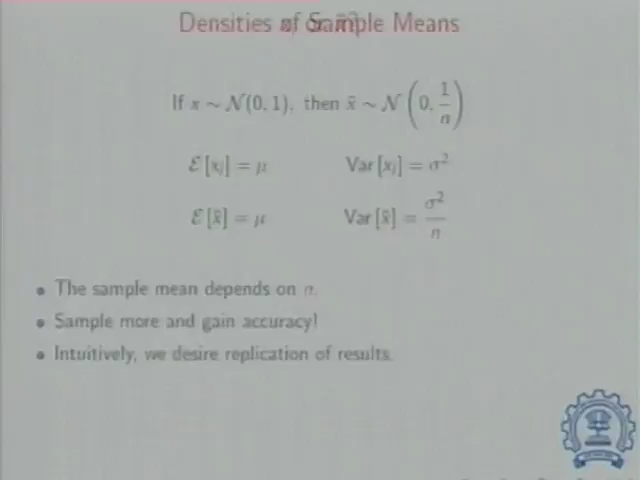 Densities of Sample Means
If x ~ N(0, 1), then x̄ ~ N(0, 1/n)
ℰ[xᵢ] = μ Var[xᵢ] = σ²
ℰ[x̄] = μ Var[x̄] = σ²/n
• The sample mean depends on n.
• Sample more and gain accuracy!
• Intuitively, we desire replication of results.